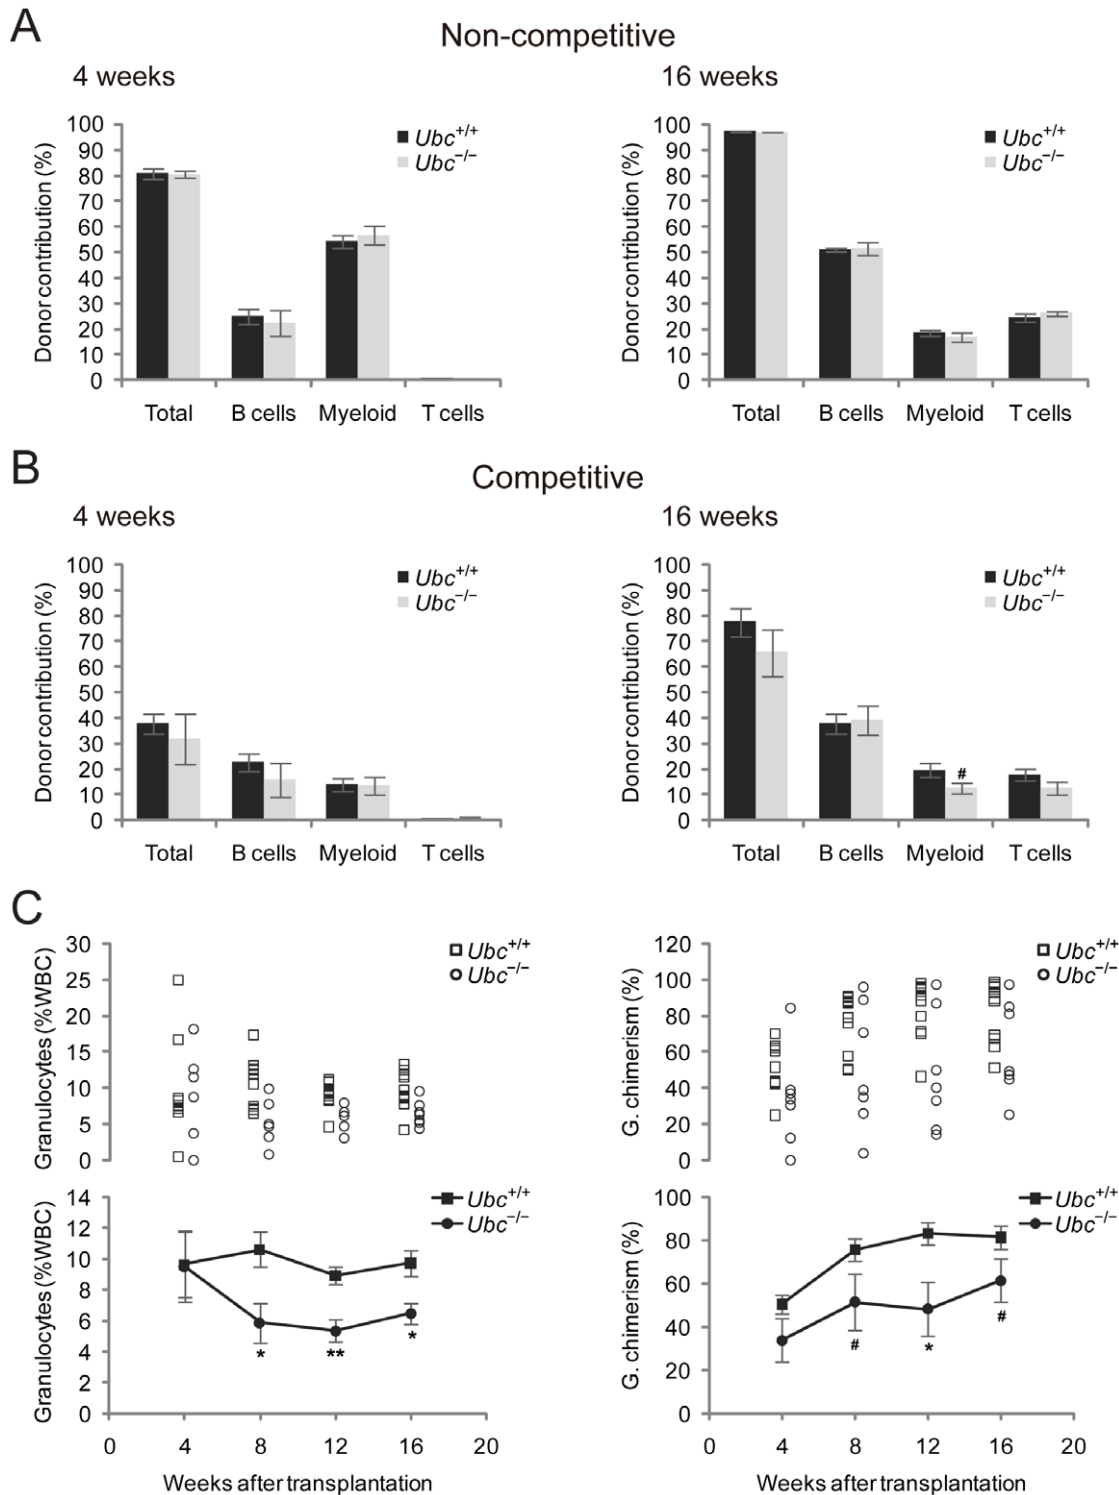 A
Non-competitive
4 weeks
16 weeks
Donor contribution (%)
100
90
80
70
60
50
40
30
20
10
0
Ubc+/+
Ubc−/−
Total B cells Myeloid T cells
Donor contribution (%)
100
90
80
70
60
50
40
30
20
10
0
Ubc+/+
Ubc−/−
Total B cells Myeloid T cells
B
Competitive
4 weeks
16 weeks
Donor contribution (%)
100
90
80
70
60
50
40
30
20
10
0
Ubc+/+
Ubc−/−
Total B cells Myeloid T cells
Donor contribution (%)
100
90
80
70
60
50
40
30
20
10
0
Ubc+/+
Ubc−/−
#
Total B cells Myeloid T cells
C
Granulocytes (%WBC)
30
25
20
15
10
5
0
Ubc+/+
Ubc−/−
G. chimerism (%)
120
100
80
60
40
20
0
Ubc+/+
Ubc−/−
Granulocytes (%WBC)
14
12
10
8
6
4
2
0
Ubc+/+
Ubc−/−
* ** *
0 4 8 12 16 20
Weeks after transplantation
G. chimerism (%)
100
80
60
40
20
0
Ubc+/+
Ubc−/−
# * #
0 4 8 12 16 20
Weeks after transplantation